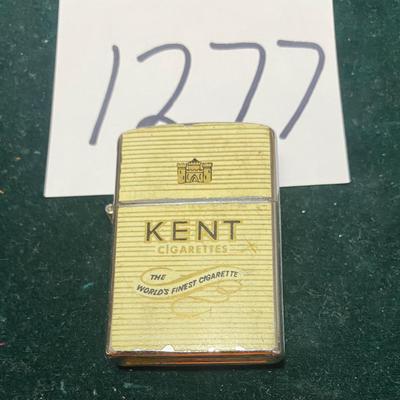 1277
KENT
CIGARETTES
THE
WORLD'S FINEST CIGARETTE